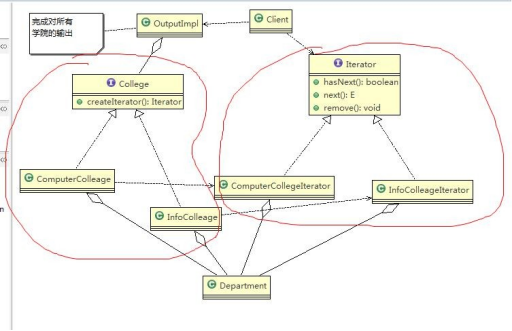 完成对所有
学院的输出
C OutputImpl
C Client
I College
createIterator(): Iterator
I Iterator
hasNext(): boolean
next(): E
remove(): void
C ComputerColleage
C ComputerCollegeIterator
C InfoColleageIterator
C InfoColleage
C Department
n